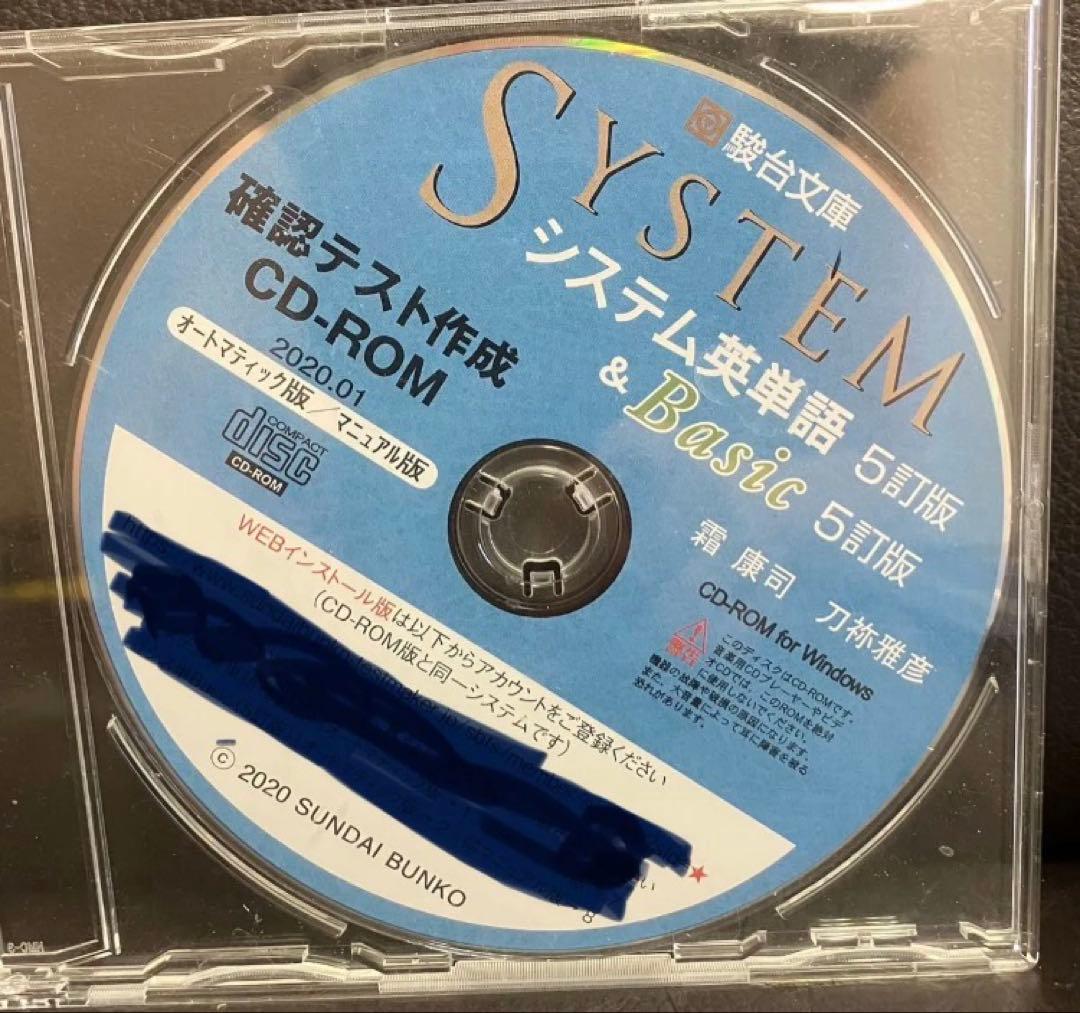 駿台文庫
SYSTEM
システム英単語 5訂版
& Basic 5訂版
霜 康司 刀祢雅彦
確認テスト作成
CD-ROM
2020.01
オートマティック版/マニュアル版
COMPACT
disc
CD-ROM
CD-ROM for Windows
警告
このディスクはCD-ROMです。
音楽用CDプレーヤーやビデ
オCDでは、このROMを絶対
に使用しないでください。
機器の故障や破損の原因になります。
また、大音量によって耳に障害を被る
恐れがあります。
WEBインストール版は以下からアカウントをご登録ください
(CD-ROM版と同一システムです)
© 2020 SUNDAI BUNKO